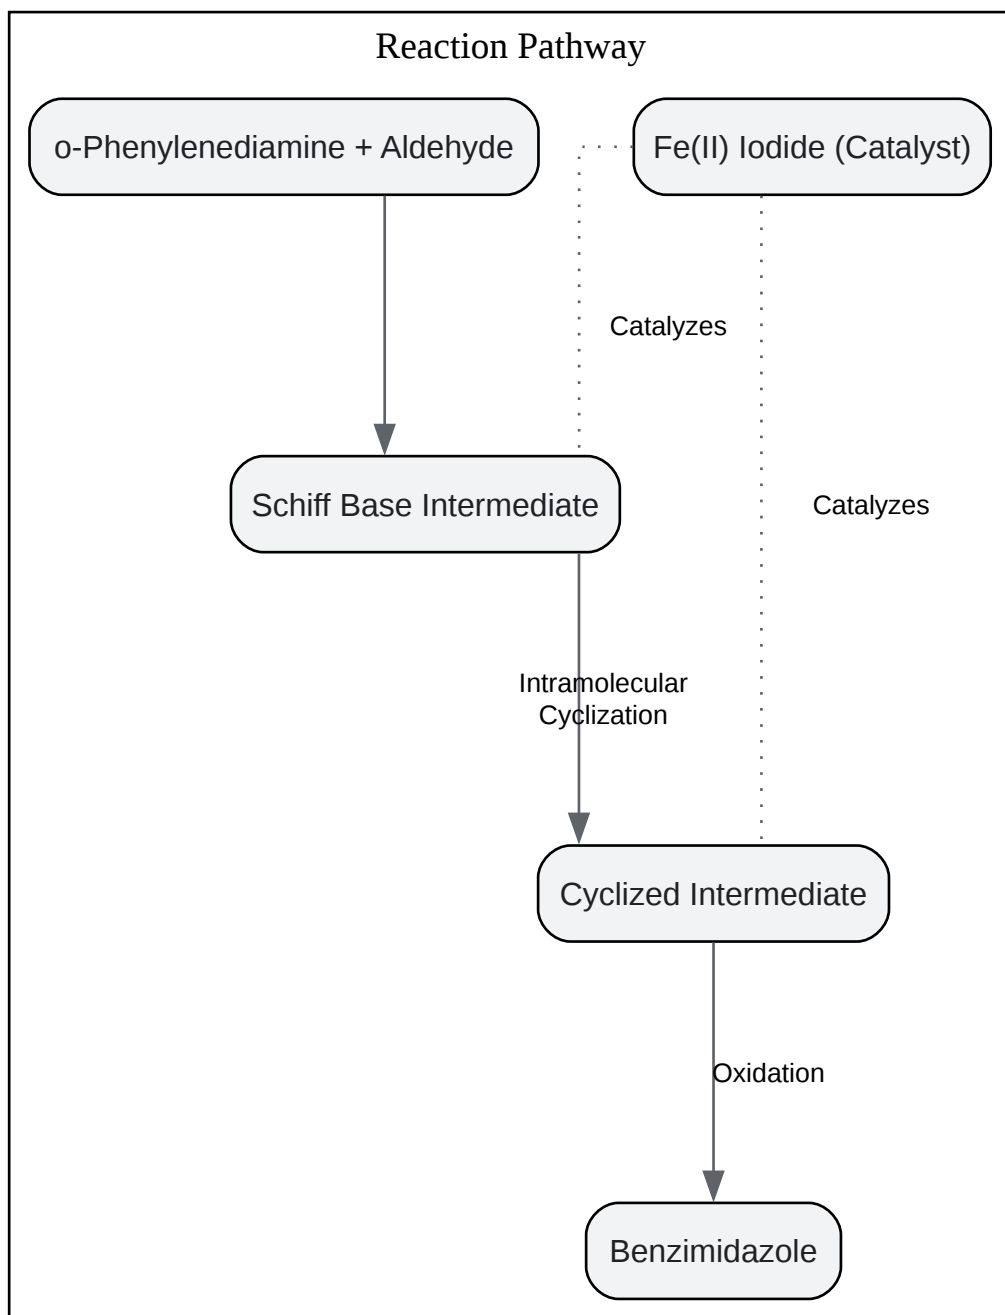 Reaction Pathway
o-Phenylenediamine + Aldehyde
Fe(II) Iodide (Catalyst)
Catalyzes
Schiff Base Intermediate
Catalyzes
Intramolecular
Cyclization
Cyclized Intermediate
Oxidation
Benzimidazole